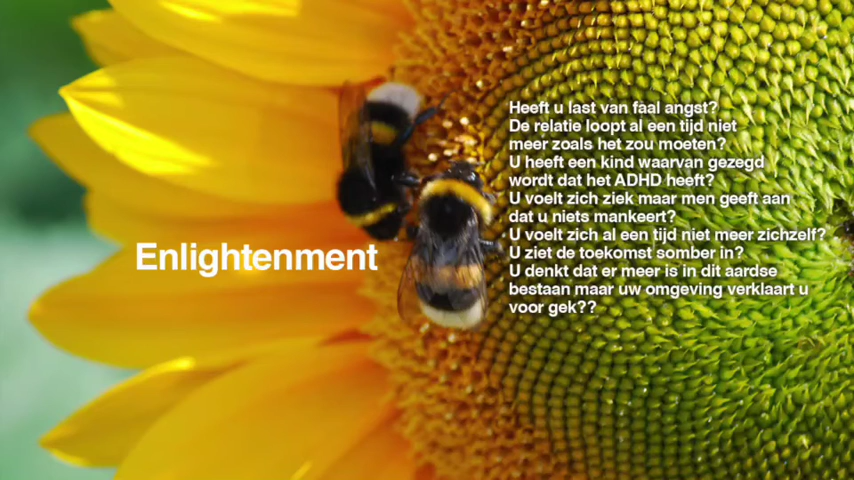 Enlightenment
Heeft u last van faal angst?
De relatie loopt al een tijd niet
meer zoals het zou moeten?
U heeft een kind waarvan gezegd
wordt dat het ADHD heeft?
U voelt zich ziek maar men geeft aan
dat u niets mankeert?
U voelt zich al een tijd niet meer zichzelf?
U ziet de toekomst somber in?
U denkt dat er meer is in dit aardse
bestaan maar uw omgeving verklaart u
voor gek??